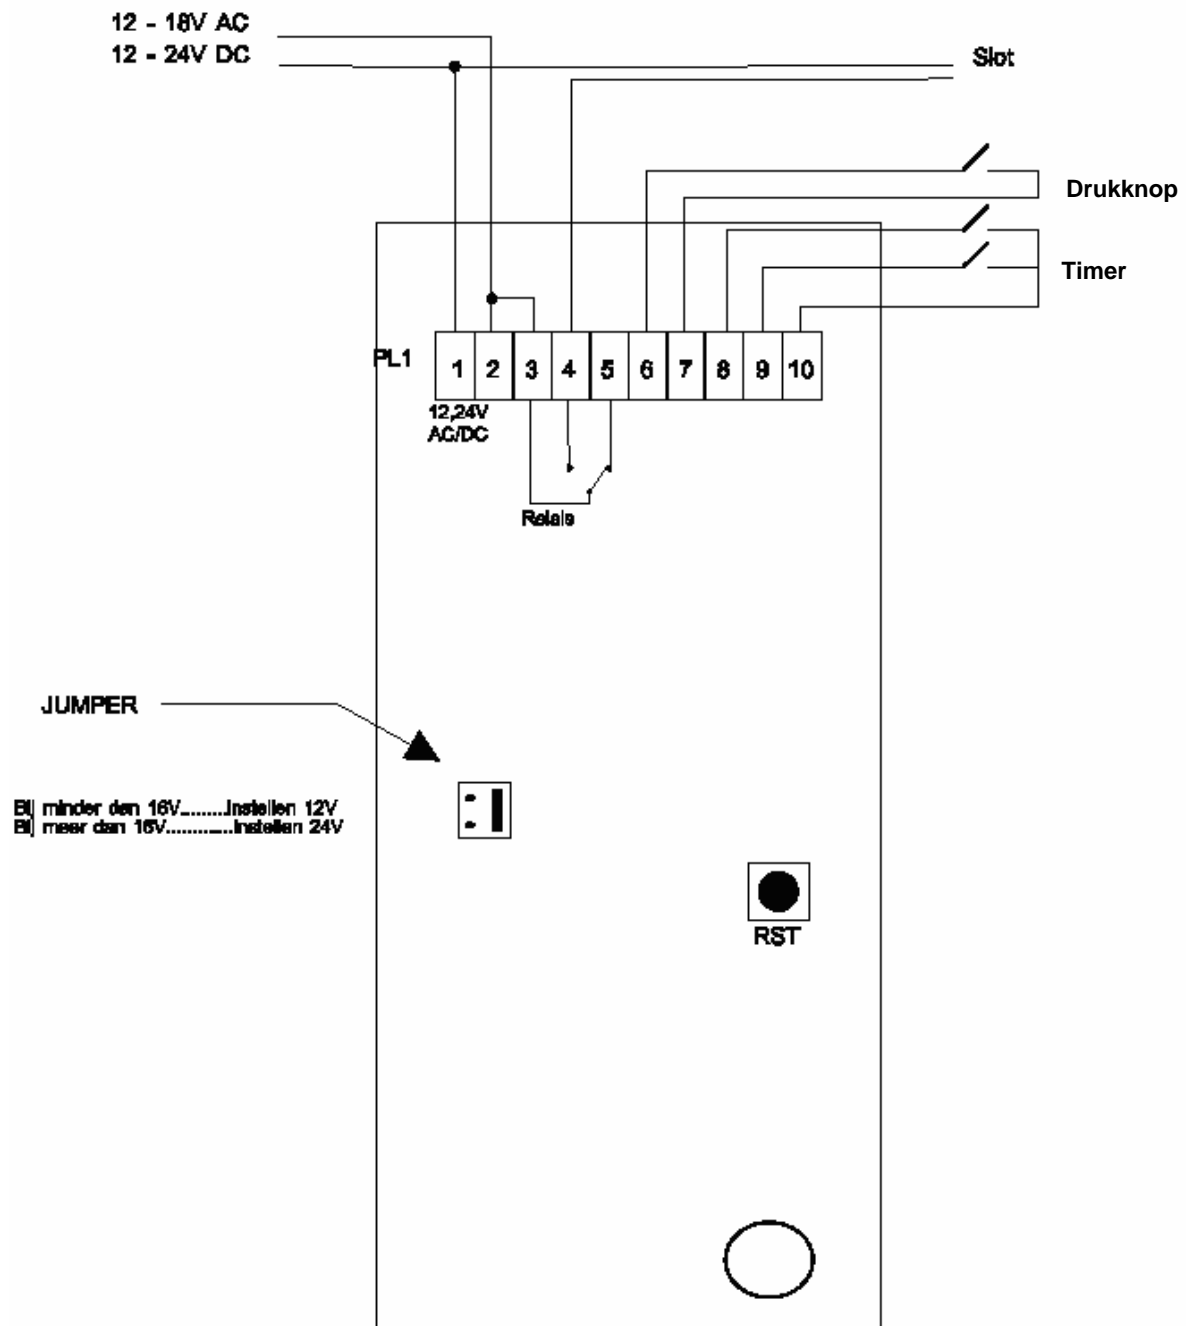 12 - 18V AC
12 - 24V DC
Slot
Drukknop
Timer
PL1
1 2 3 4 5 6 7 8 9 10
12,24V
AC/DC
Relais
JUMPER
Bij minder dan 16V.........Instellen 12V
Bij meer dan 16V.............Instellen 24V
RST